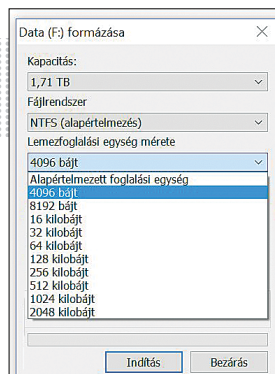 Data (F:) formázása
Kapacitás:
1,71 TB
Fájlrendszer
NTFS (alapértelmezés)
Lemezfoglalási egység mérete
4096 bájt
Alapértelmezett foglalási egység
4096 bájt
8192 bájt
16 kilobájt
32 kilobájt
64 kilobájt
128 kilobájt
256 kilobájt
512 kilobájt
1024 kilobájt
2048 kilobájt
Indítás
Bezárás